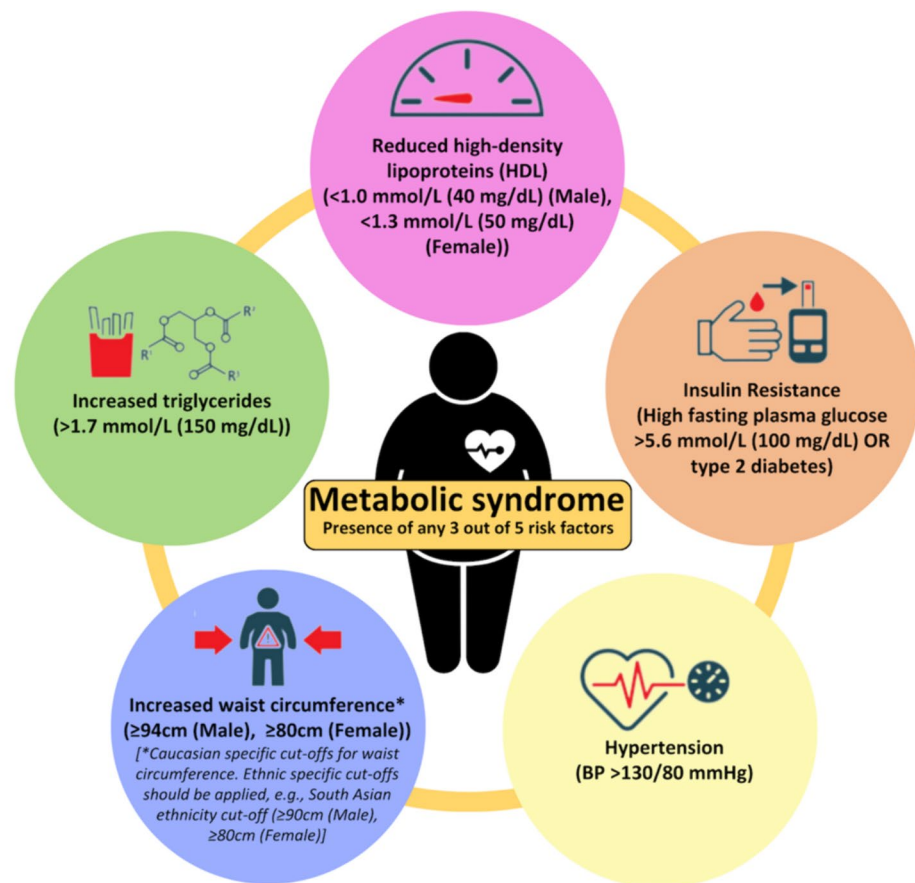 Reduced high-density
lipoproteins (HDL)
(<1.0 mmol/L (40 mg/dL) (Male),
<1.3 mmol/L (50 mg/dL)
(Female))
R'
R¹
R'
Increased triglycerides
(>1.7 mmol/L (150 mg/dL))
Insulin Resistance
(High fasting plasma glucose
>5.6 mmol/L (100 mg/dL) OR
type 2 diabetes)
Metabolic syndrome
Presence of any 3 out of 5 risk factors
Increased waist circumference*
(≥94cm (Male), ≥80cm (Female))
[*Caucasian specific cut-offs for waist
circumference. Ethnic specific cut-offs
should be applied, e.g., South Asian
ethnicity cut-off (≥90cm (Male),
≥80cm (Female)]
Hypertension
(BP >130/80 mmHg)